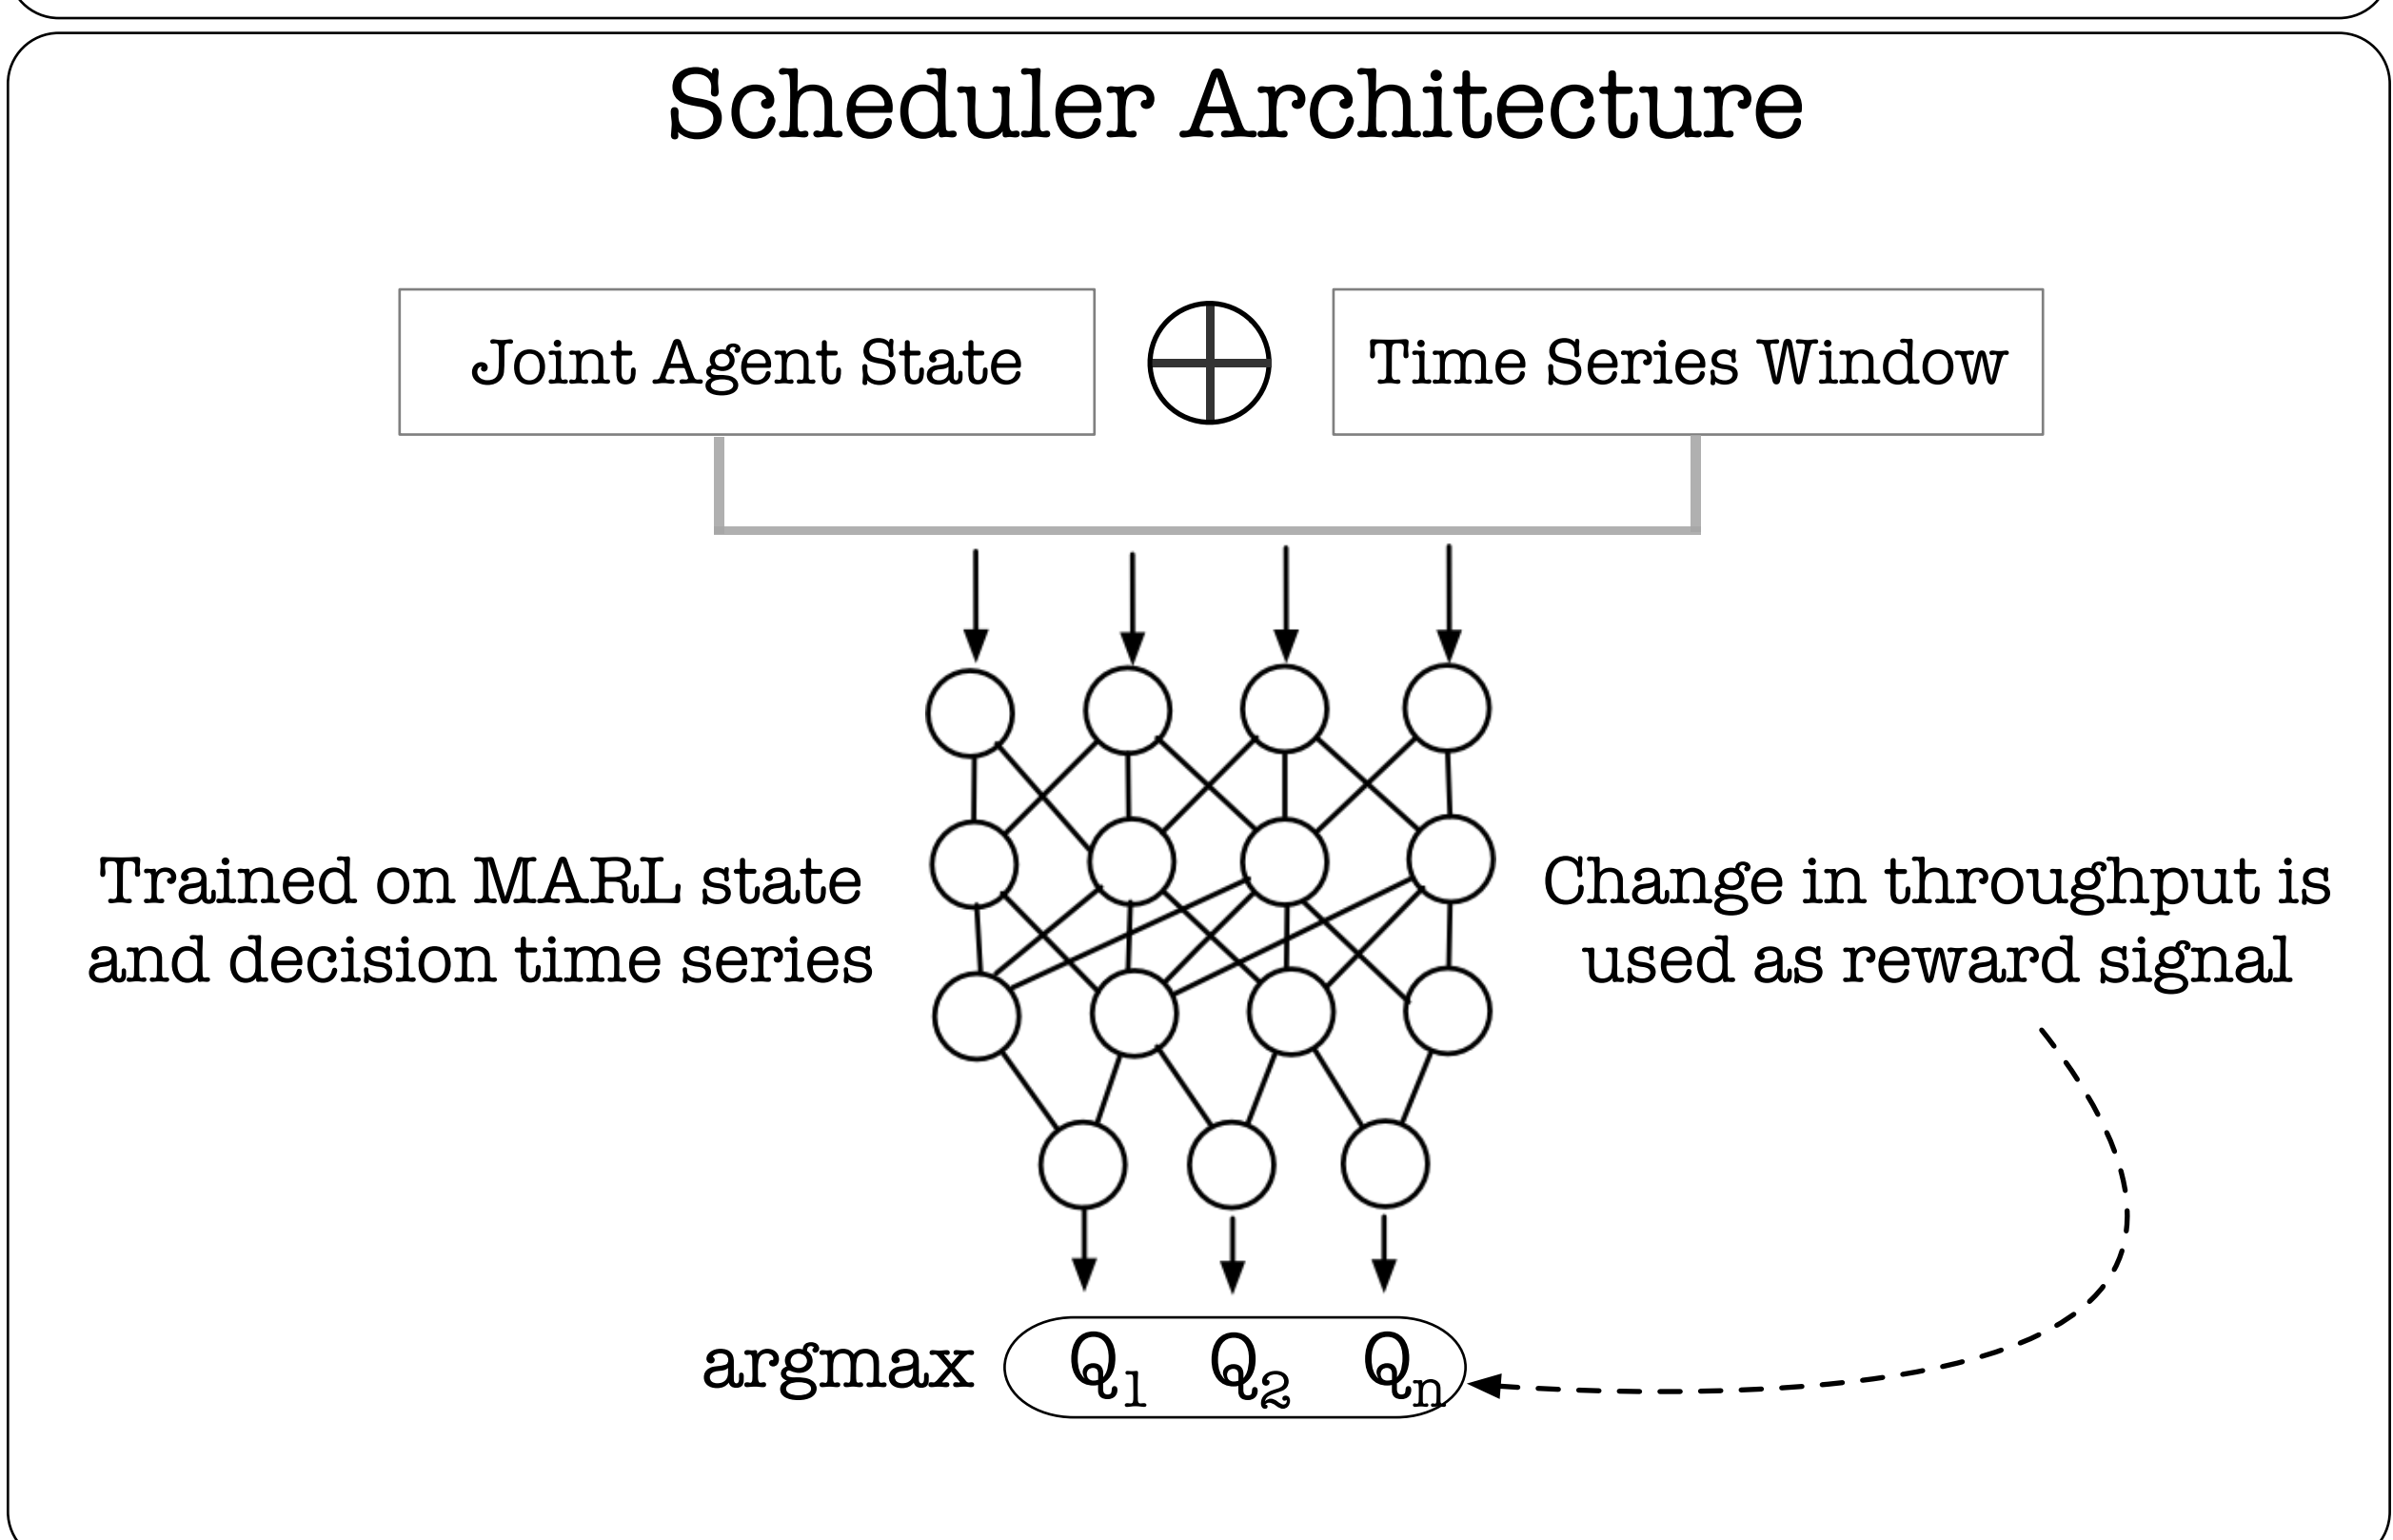 Scheduler Architecture
Joint Agent State
Time Series Window
Trained on MARL state
and decision time series
Change in throughput is
used as reward signal
argmax Q1 Q2 Qn